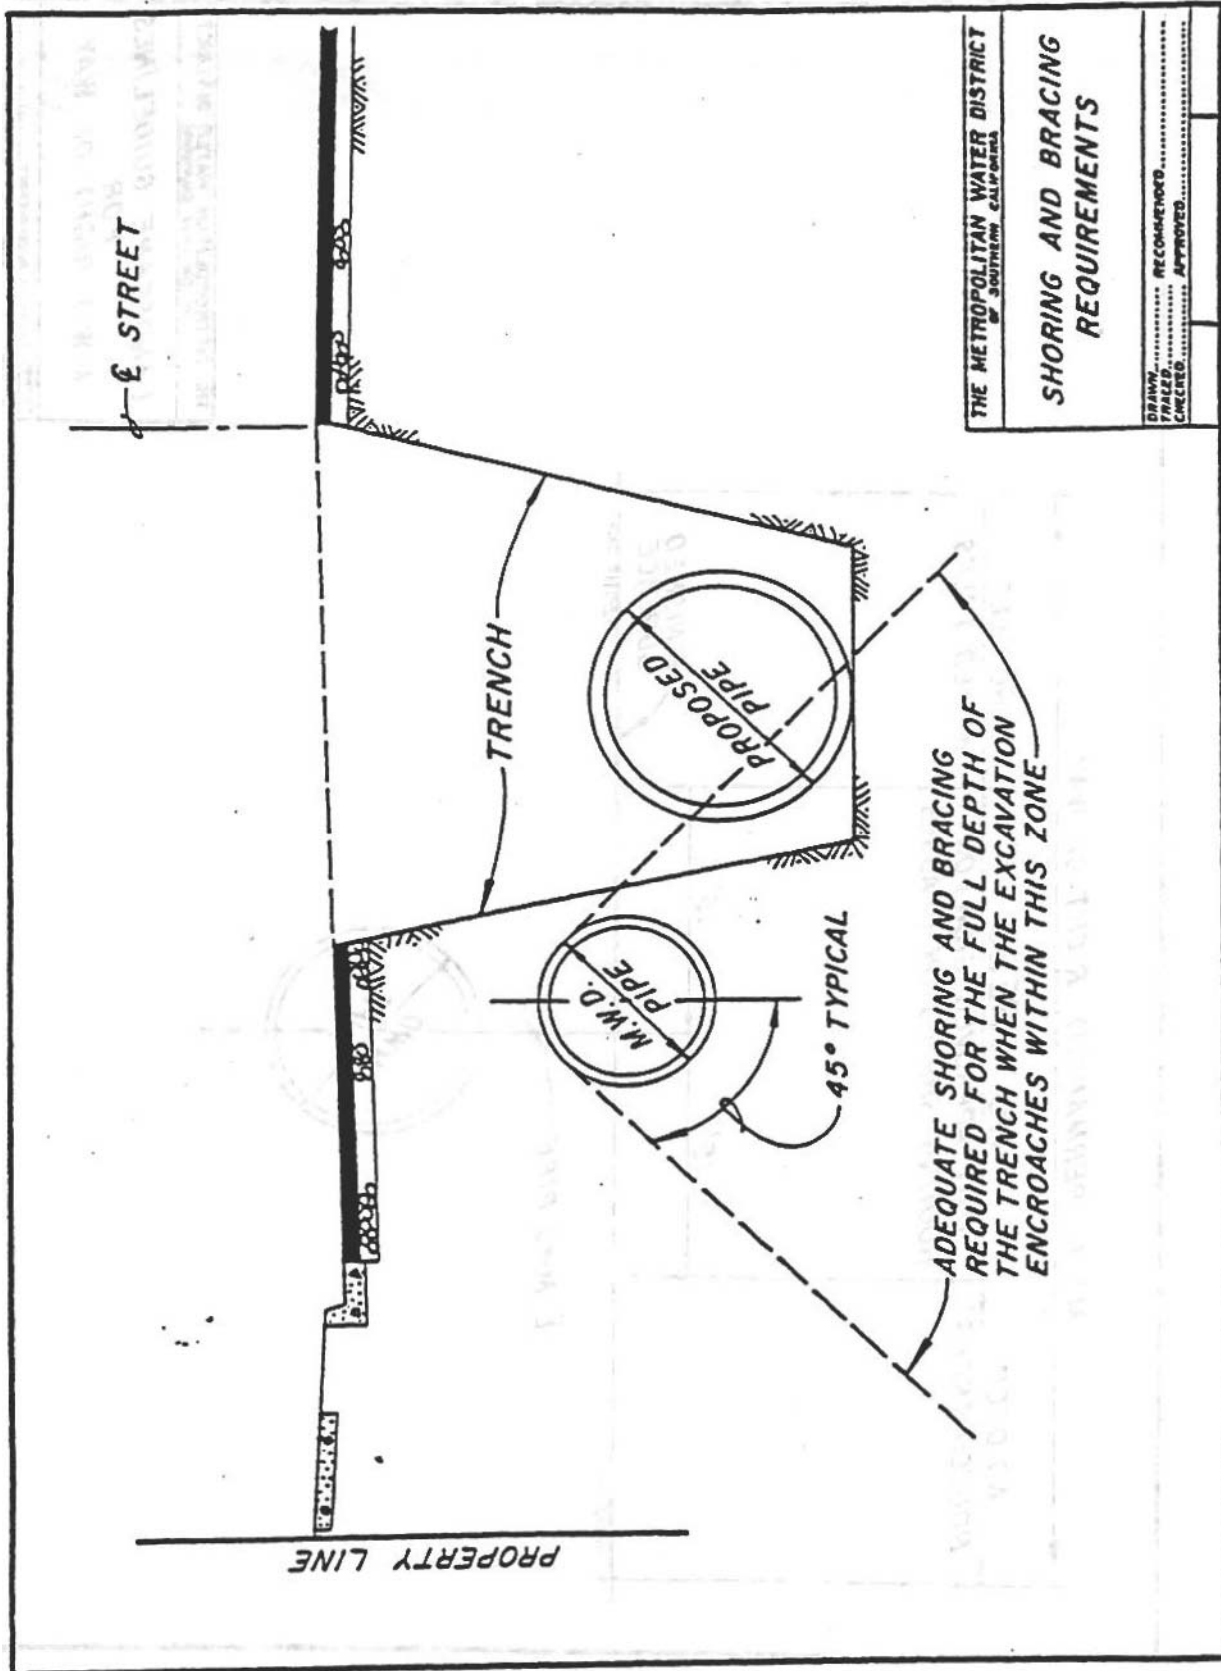 ℄ STREET
TRENCH
PROPOSED
PIPE
M.W.D.
PIPE
45° TYPICAL
PROPERTY LINE
ADEQUATE SHORING AND BRACING
REQUIRED FOR THE FULL DEPTH OF
THE TRENCH WHEN THE EXCAVATION
ENCROACHES WITHIN THIS ZONE
THE METROPOLITAN WATER DISTRICT
OF SOUTHERN CALIFORNIA
SHORING AND BRACING
REQUIREMENTS
DRAWN............ RECOMMENDED............
TRACED............
CHECKED............ APPROVED............